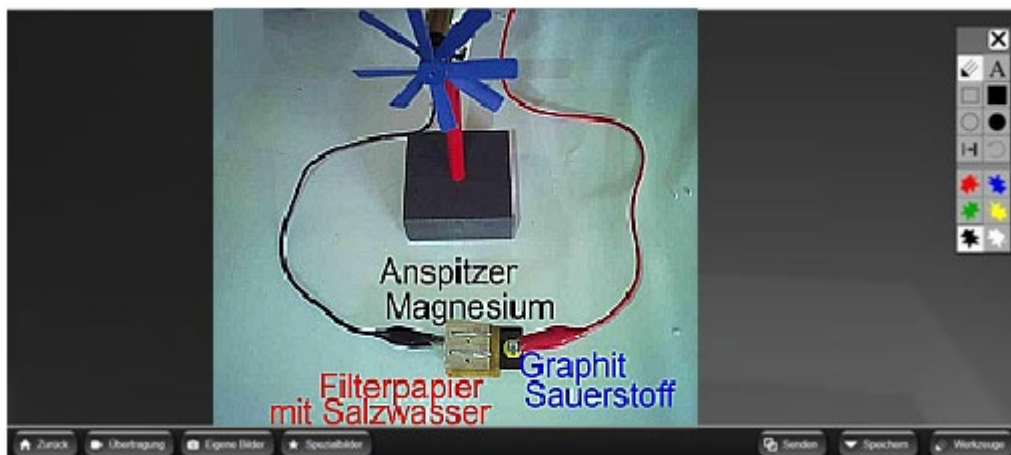 A
Anspitzer
Magnesium
Graphit
Sauerstoff
Filterpapier
mit Salzwasser
Zurück
Übertragung
Eigene Bilder
Spezialbilder
Senden
Speichern
Werkzeuge